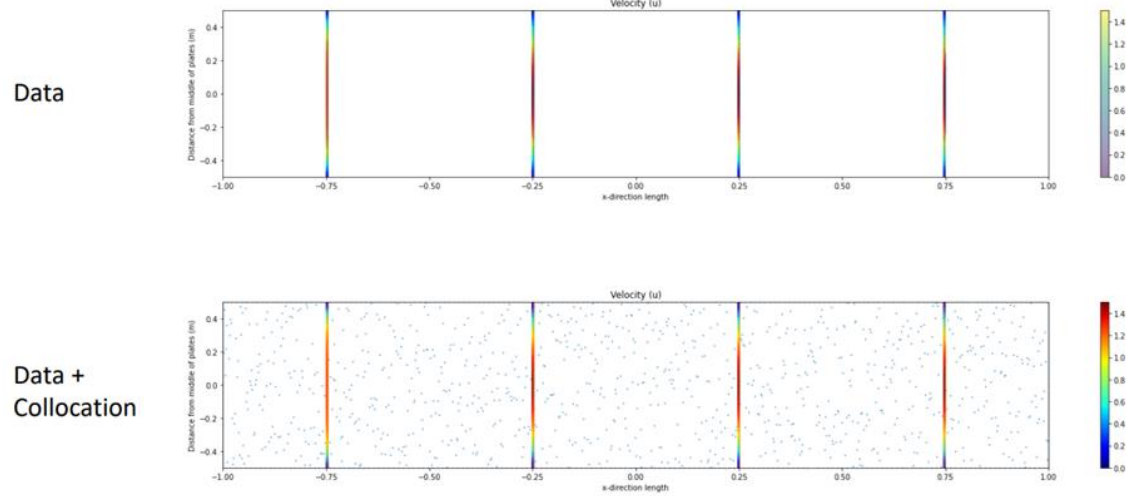 Velocity (u)
Data
Distance from middle of plates (m)
0.4
0.2
0.0
−0.2
−0.4
−1.00 −0.75 −0.50 −0.25 0.00 0.25 0.50 0.75 1.00
x-direction length
1.4
1.2
1.0
0.8
0.6
0.4
0.2
0.0
Velocity (u)
Data +
Collocation
Distance from middle of plates (m)
0.4
0.2
0.0
−0.2
−0.4
−1.00 −0.75 −0.50 −0.25 0.00 0.25 0.50 0.75 1.00
x-direction length
1.4
1.2
1.0
0.8
0.6
0.4
0.2
0.0